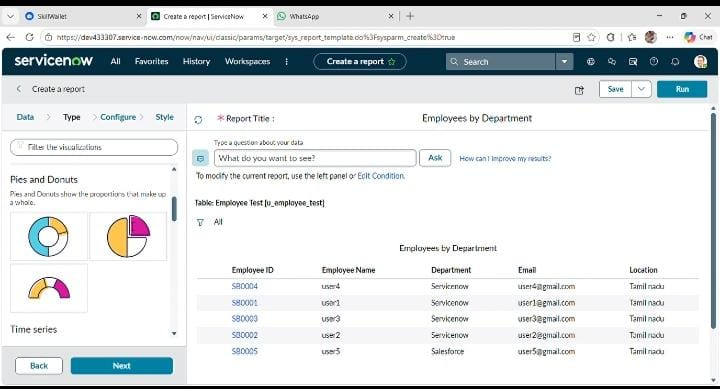 SkillWallet
Create a report | ServiceNow
WhatsApp
https://dev433307.service-now.com/now/nav/ui/classic/params/target/sys_report_template.do%3Fsysparm_create%3Dtrue
Chat
servicenow
All Favorites History Workspaces
Create a report
Search
Create a report
Save
Run
Data Type Configure Style
* Report Title :
Employees by Department
Filter the visualizations
Type a question about your data
What do you want to see?
Ask
How can I improve my results?
To modify the current report, use the left panel or Edit Condition.
Pies and Donuts
Pies and Donuts show the proportions that make up
a whole.
Time series
Back
Next
Table: Employee Test [u_employee_test]
All
Employees by Department
Employee ID Employee Name Department Email Location
SB0004 user4 Servicenow user4@gmail.com Tamil nadu
SB0001 user1 Servicenow user1@gmail.com Tamil nadu
SB0003 user3 Servicenow user3@gmail.com Tamil nadu
SB0002 user2 Servicenow user2@gmail.com Tamil nadu
SB0005 user5 Salesforce user5@gmail.com Tamil nadu